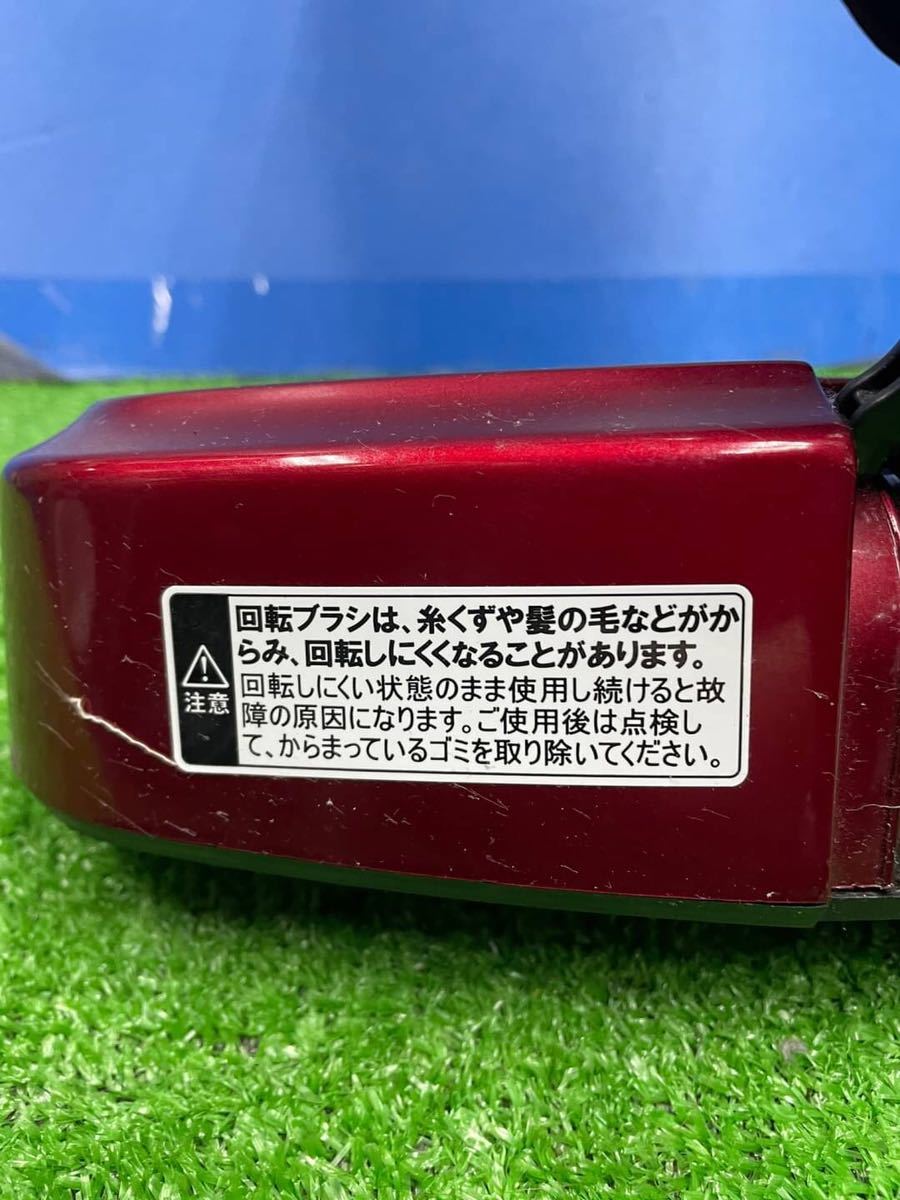 注意
回転ブラシは、糸くずや髪の毛などがか
らみ、回転しにくくなることがあります。
回転しにくい状態のまま使用し続けると故
障の原因になります。ご使用後は点検し
て、からまっているゴミを取り除いてください。